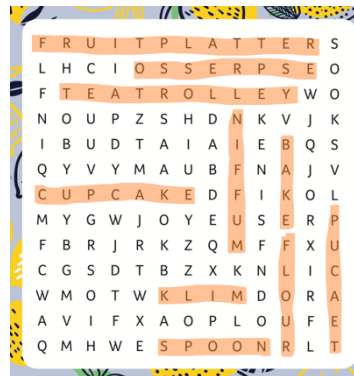 F R U I T P L A T T E R S
L H C I O S S E R P S E O
F T E A T R O L L E Y W O
N O U P Z S H D N K V J K
I B U D T A I A I E B Q S
Q Y V Y M A U B F N A J V
C U P C A K E D F I K O L
M Y G W J O Y E U S E R P
F B R J R K Z Q M F F X U
C G S D T B Z X K N L I C
W M O T W K L I M D O R A
A V I F X A O P L O U F E
Q M H W E S P O O N R L T